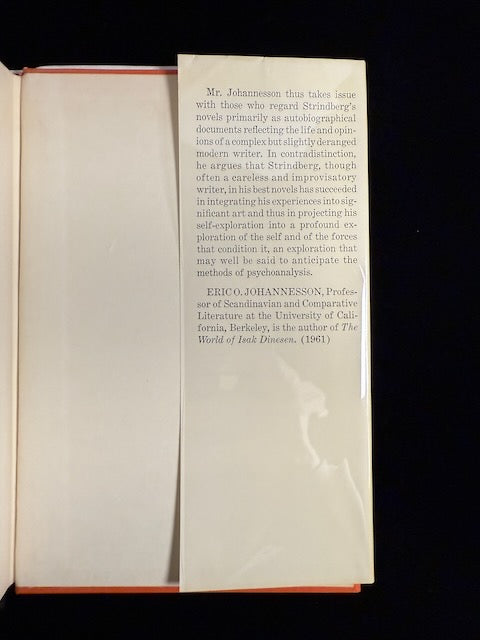 Mr. Johannesson thus takes issue
with those who regard Strindberg's
novels primarily as autobiographical
documents reflecting the life and opin-
ions of a complex but slightly deranged
modern writer. In contradistinction,
he argues that Strindberg, though
often a careless and improvisatory
writer, in his best novels has succeeded
in integrating his experiences into sig-
nificant art and thus in projecting his
self-exploration into a profound ex-
ploration of the self and of the forces
that condition it, an exploration that
may well be said to anticipate the
methods of psychoanalysis.
ERIC O. JOHANNESSON, Profes-
sor of Scandinavian and Comparative
Literature at the University of Cali-
fornia, Berkeley, is the author of The
World of Isak Dinesen. (1961)